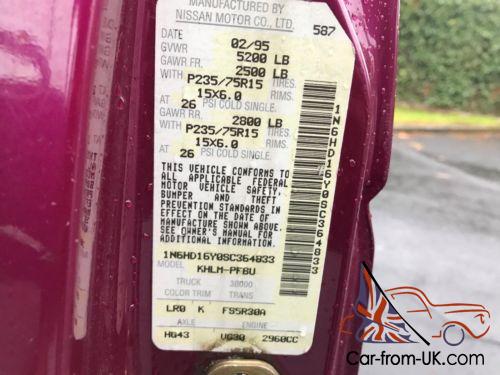 MANUFACTURED BY
NISSAN MOTOR CO., LTD. 587
DATE 02/95
GVWR 5200 LB
GAWR FR. 2500 LB
WITH P235/75R15 TIRES.
15X6.0 RIMS.
AT 26 PSI COLD SINGLE.
GAWR RR. 2800 LB
WITH P235/75R15 TIRES.
15X6.0 RIMS.
AT 26 PSI COLD SINGLE.
THIS VEHICLE CONFORMS TO
ALL APPLICABLE FEDERAL
MOTOR VEHICLE SAFETY,
BUMPER AND THEFT
PREVENTION STANDARDS IN
EFFECT ON THE DATE OF
MANUFACTURE SHOWN ABOVE.
SEE OWNER'S MANUAL FOR
ADDITIONAL INFORMATION.
1N6HD16Y0SC364833
MODEL KHLM-PF8U
TRUCK 30000
COLOR TRIM TRANS
LR0 K FS5R30A
AXLE ENGINE
HG43 VG30 2960CC
1N6HD16Y0SC364833
Car-from-UK.com